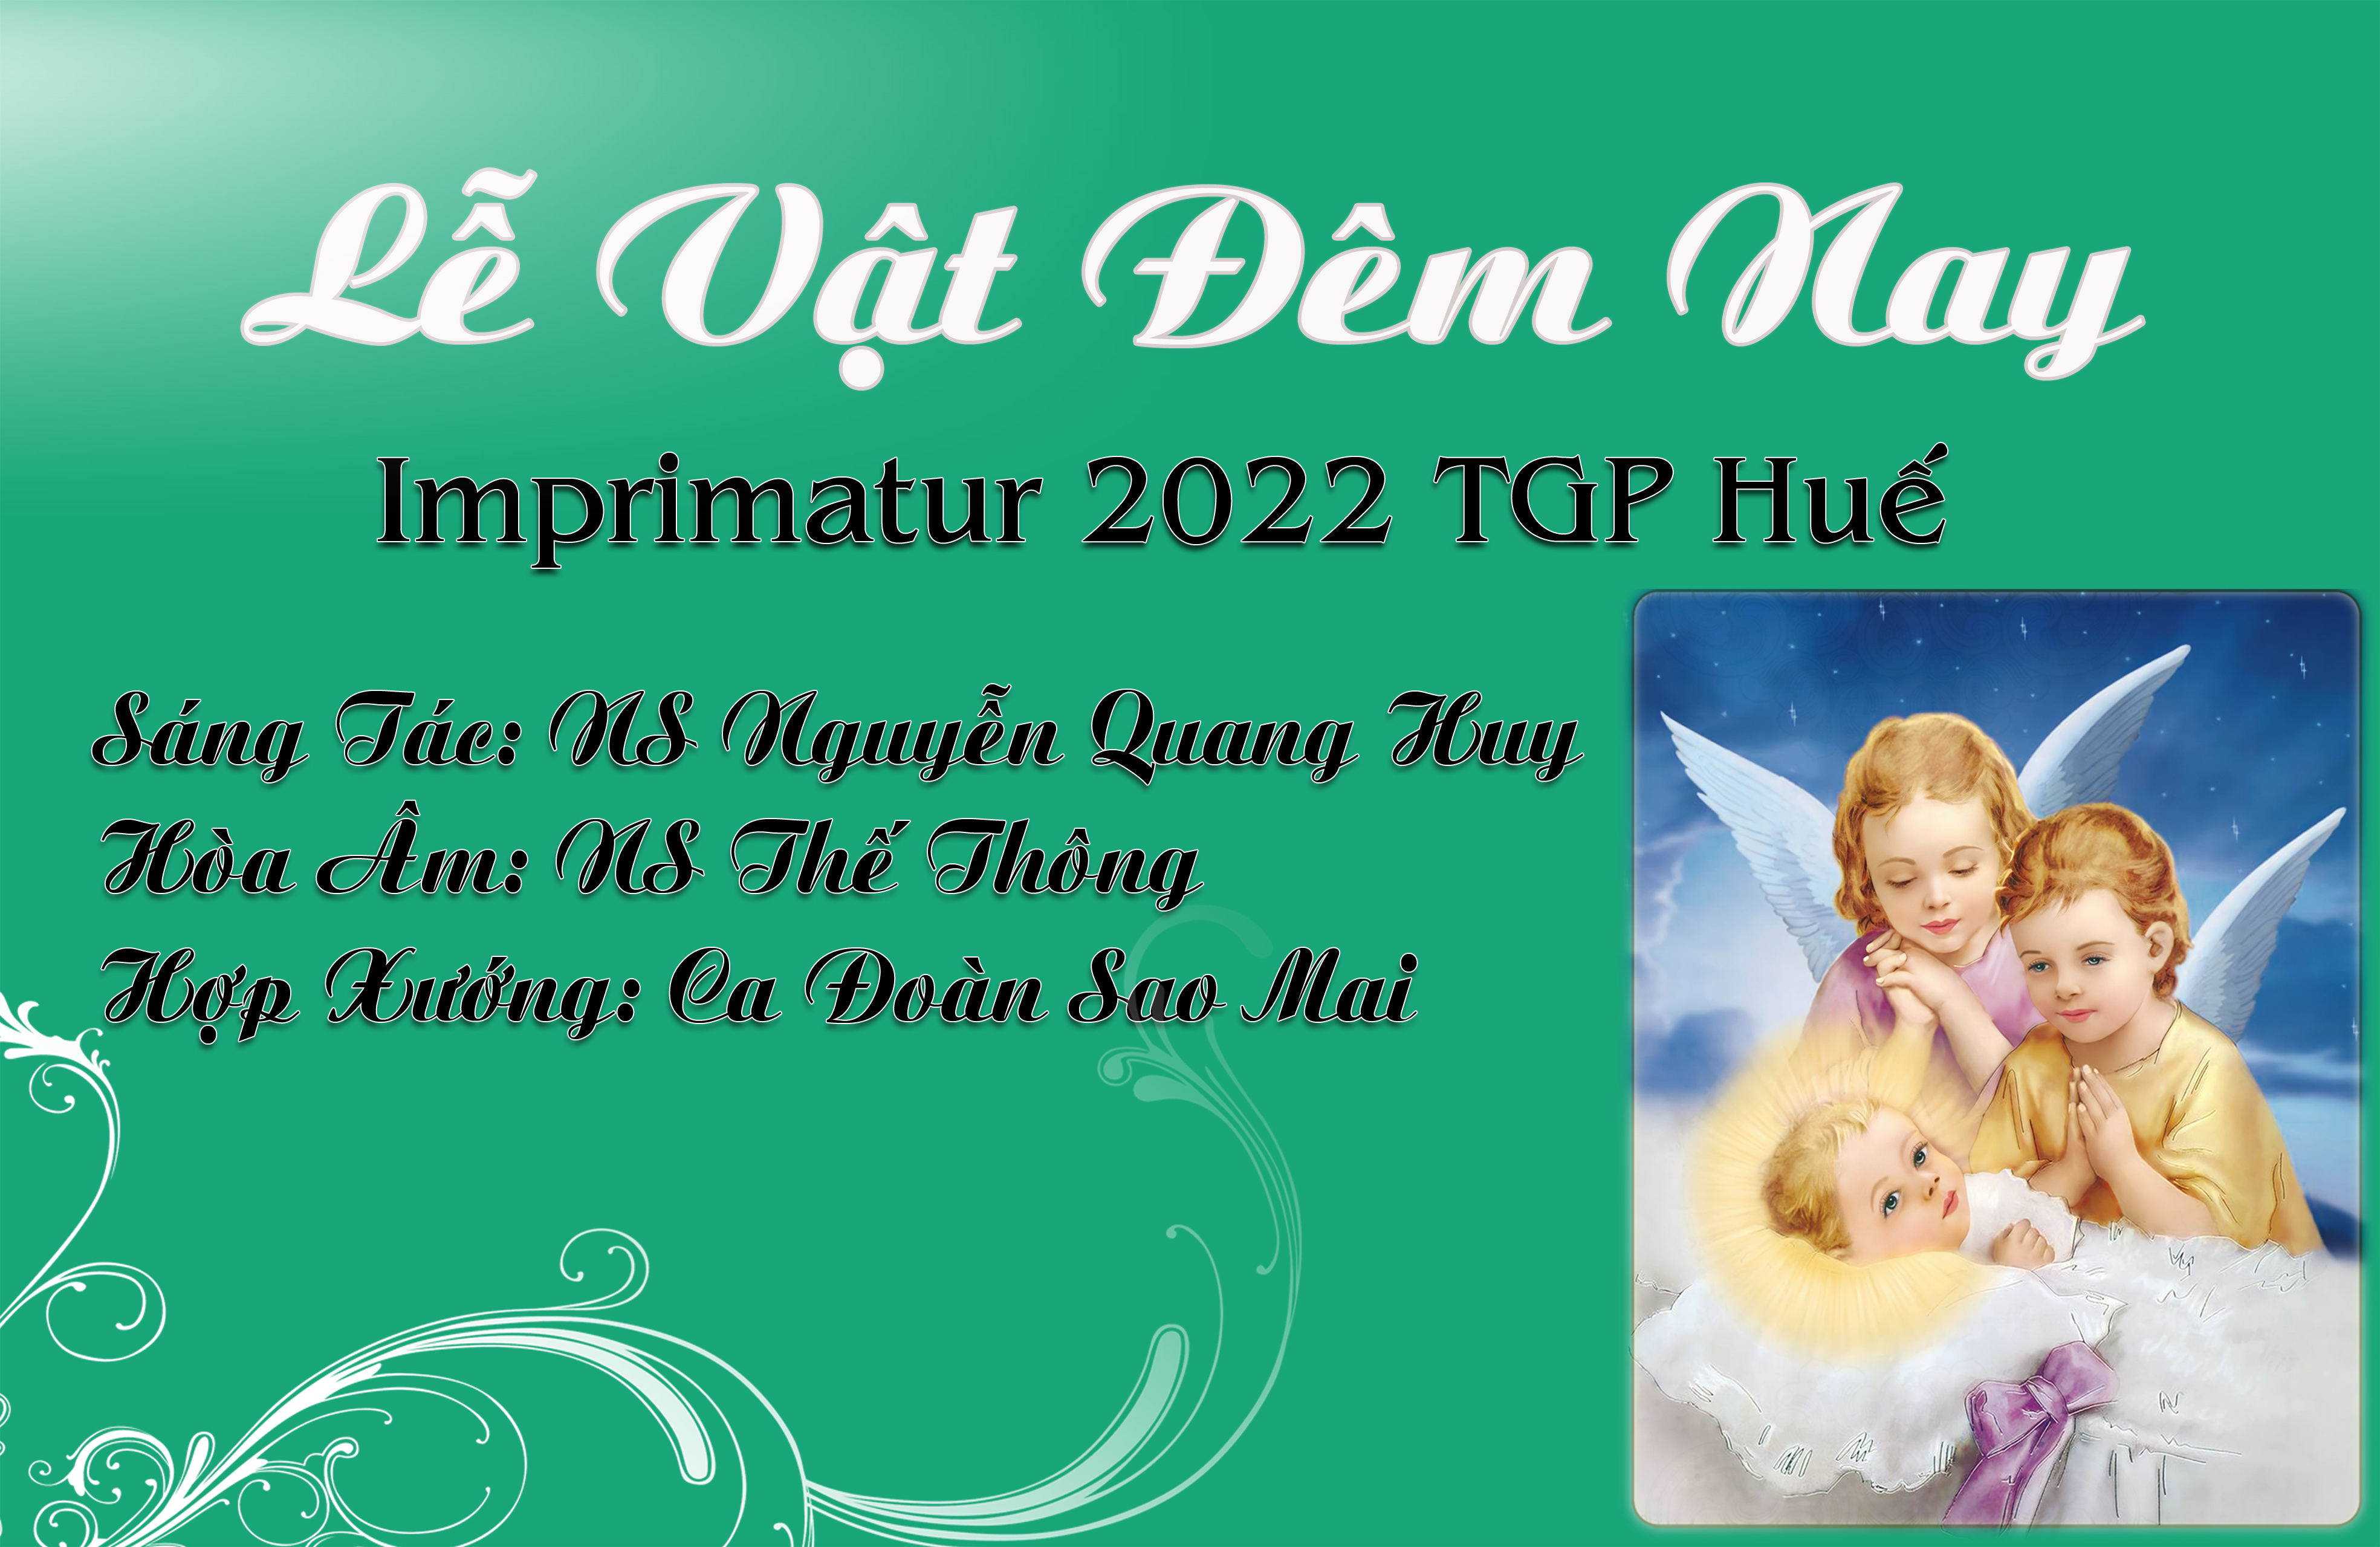 Lễ Vật Đêm Nay
Imprimatur 2022 TGP Huế
Sáng Tác: NS Nguyễn Quang Huy
Hòa Âm: NS Thế Thông
Hợp Xướng: Ca Đoàn Sao Mai